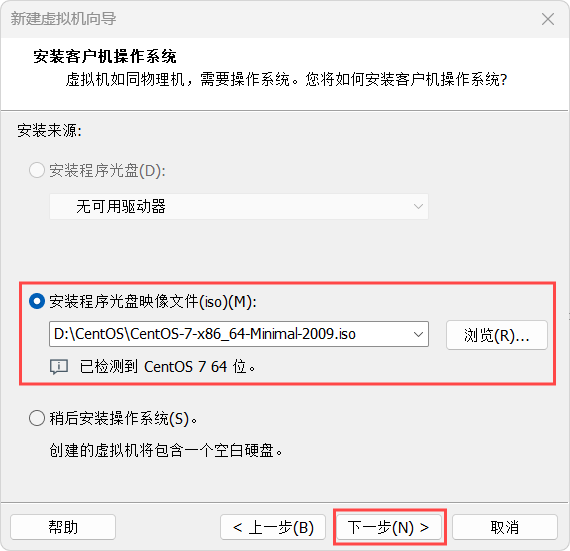 新建虚拟机向导
安装客户机操作系统
虚拟机如同物理机，需要操作系统。您将如何安装客户机操作系统?
安装来源:
安装程序光盘(D):
无可用驱动器
安装程序光盘映像文件(iso)(M):
D:\CentOS\CentOS-7-x86_64-Minimal-2009.iso
浏览(R)...
已检测到 CentOS 7 64 位。
稍后安装操作系统(S)。
创建的虚拟机将包含一个空白硬盘。
帮助
< 上一步(B)
下一步(N) >
取消